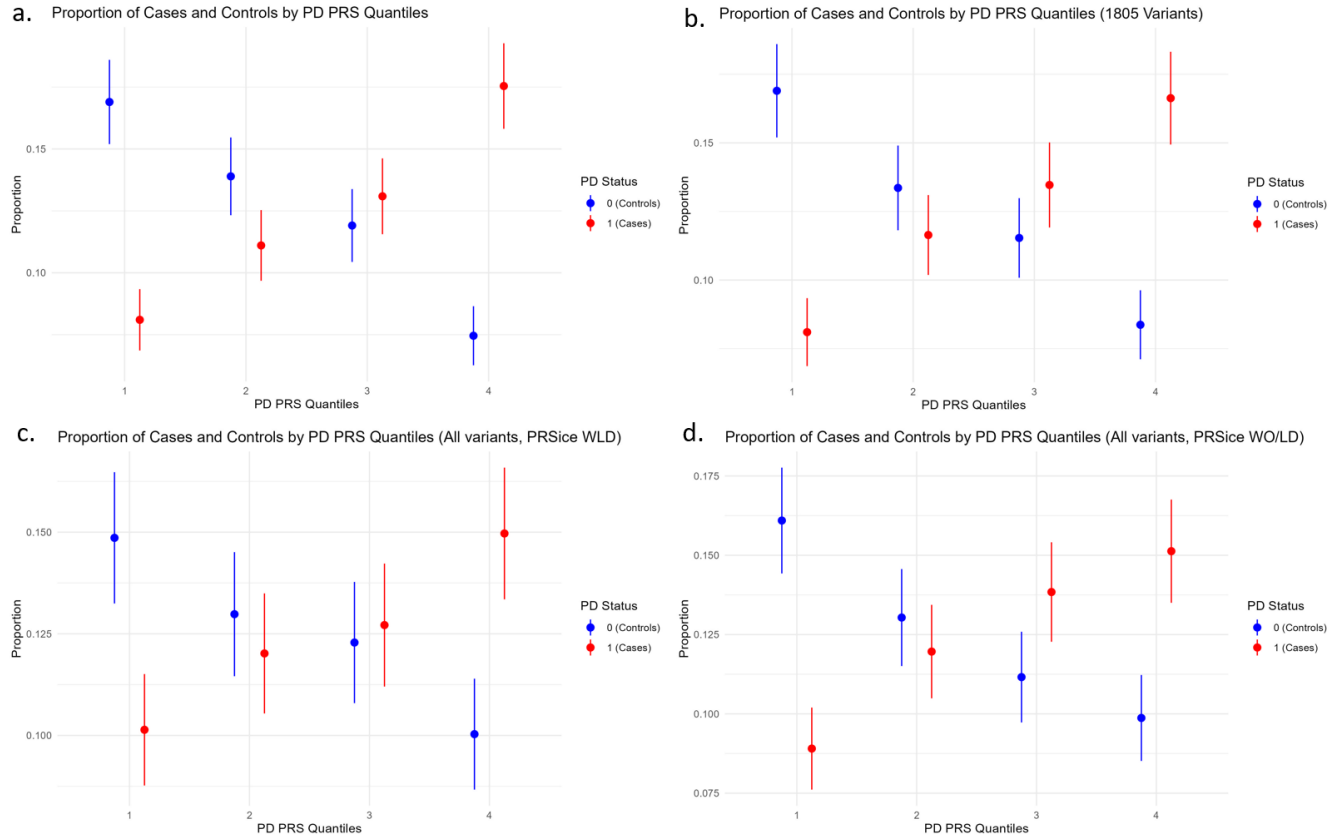 a. Proportion of Cases and Controls by PD PRS Quantiles
Proportion
0.15
0.10
1 2 3 4
PD PRS Quantiles
PD Status
0 (Controls)
1 (Cases)
b. Proportion of Cases and Controls by PD PRS Quantiles (1805 Variants)
Proportion
0.15
0.10
1 2 3 4
PD PRS Quantiles
PD Status
0 (Controls)
1 (Cases)
c. Proportion of Cases and Controls by PD PRS Quantiles (All variants, PRSice WLD)
Proportion
0.150
0.125
0.100
1 2 3 4
PD PRS Quantiles
PD Status
0 (Controls)
1 (Cases)
d. Proportion of Cases and Controls by PD PRS Quantiles (All variants, PRSice WO/LD)
Proportion
0.175
0.150
0.125
0.100
0.075
1 2 3 4
PD PRS Quantiles
PD Status
0 (Controls)
1 (Cases)